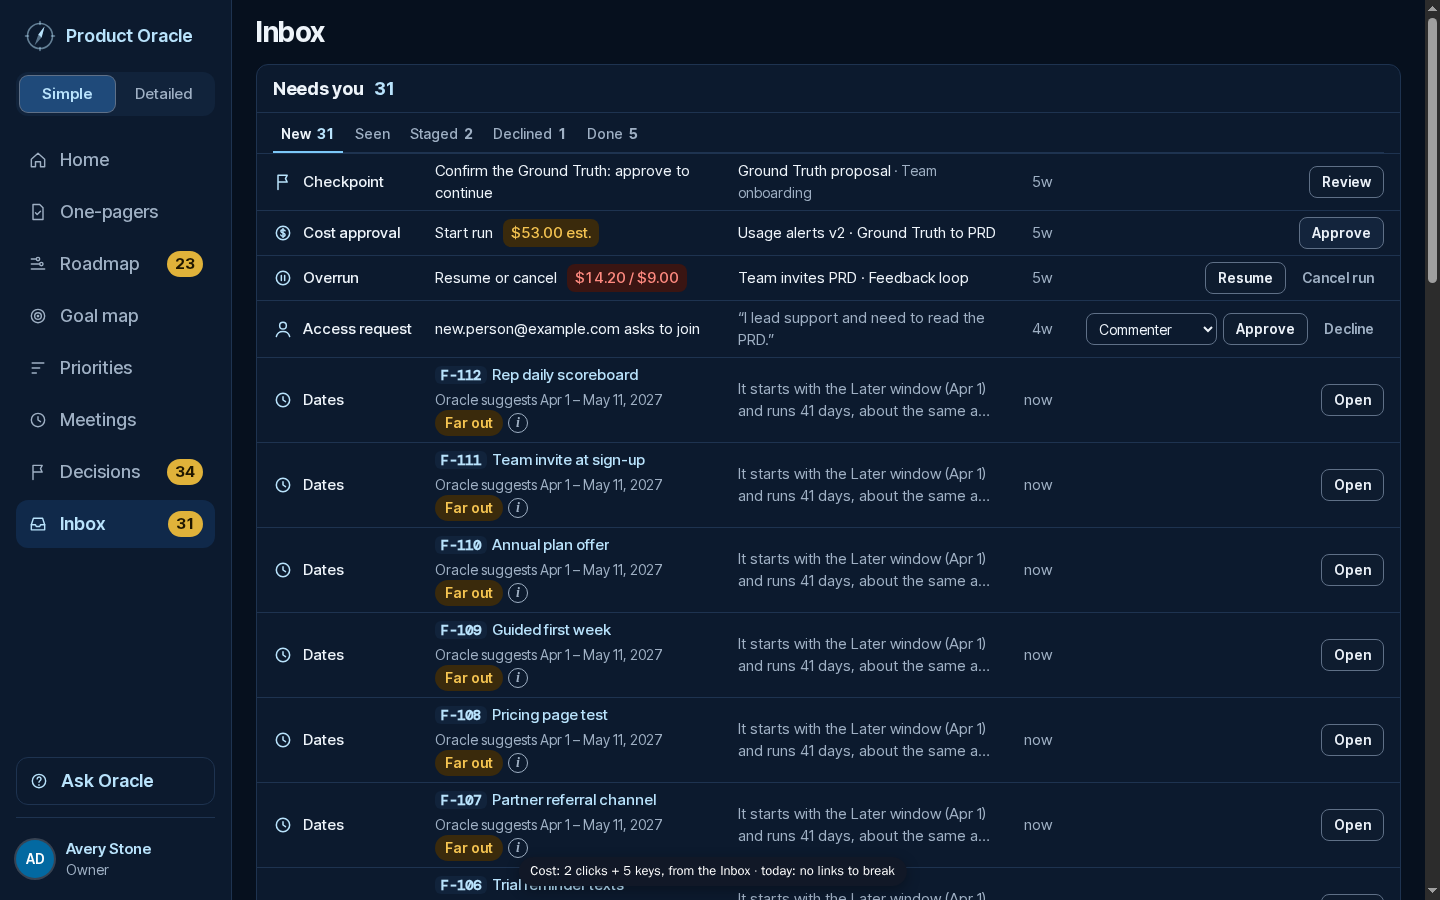 Product Oracle
Simple Detailed
Home
One-pagers
Roadmap 23
Goal map
Priorities
Meetings
Decisions 34
Inbox 31
Ask Oracle
AD Avery Stone
Owner
Inbox
Needs you 31
New 31 Seen Staged 2 Declined 1 Done 5
Checkpoint
Confirm the Ground Truth: approve to
continue
Ground Truth proposal · Team
onboarding
5w
Review
Cost approval
Start run $53.00 est.
Usage alerts v2 · Ground Truth to PRD
5w
Approve
Overrun
Resume or cancel $14.20 / $9.00
Team invites PRD · Feedback loop
5w
Resume Cancel run
Access request
new.person@example.com asks to join
“I lead support and need to read the
PRD.”
4w
Commenter Approve Decline
Dates
F-112 Rep daily scoreboard
Oracle suggests Apr 1 – May 11, 2027
Far out i
It starts with the Later window (Apr 1)
and runs 41 days, about the same a…
now
Open
Dates
F-111 Team invite at sign-up
Oracle suggests Apr 1 – May 11, 2027
Far out i
It starts with the Later window (Apr 1)
and runs 41 days, about the same a…
now
Open
Dates
F-110 Annual plan offer
Oracle suggests Apr 1 – May 11, 2027
Far out i
It starts with the Later window (Apr 1)
and runs 41 days, about the same a…
now
Open
Dates
F-109 Guided first week
Oracle suggests Apr 1 – May 11, 2027
Far out i
It starts with the Later window (Apr 1)
and runs 41 days, about the same a…
now
Open
Dates
F-108 Pricing page test
Oracle suggests Apr 1 – May 11, 2027
Far out i
It starts with the Later window (Apr 1)
and runs 41 days, about the same a…
now
Open
Dates
F-107 Partner referral channel
Oracle suggests Apr 1 – May 11, 2027
Far out i
It starts with the Later window (Apr 1)
and runs 41 days, about the same a…
now
Open
Cost: 2 clicks + 5 keys, from the Inbox · today: no links to break
F-106 Trial reminder texts
It starts with the Later window (Apr 1)